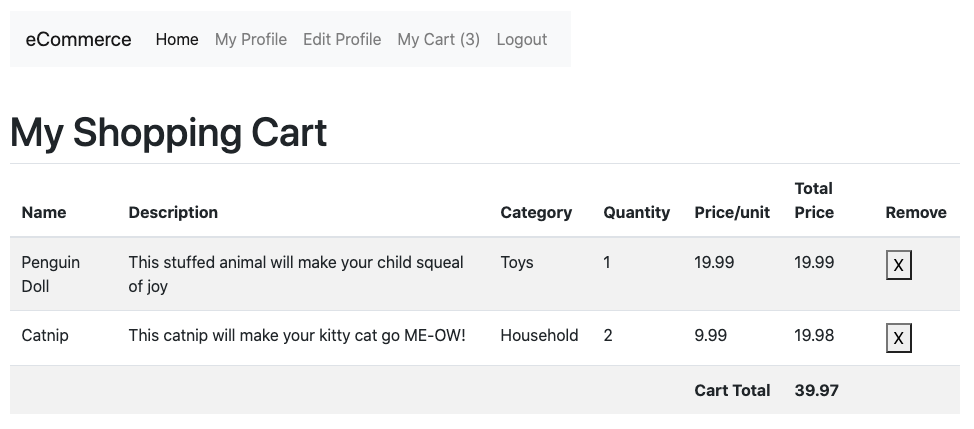 eCommerce Home My Profile Edit Profile My Cart (3) Logout
My Shopping Cart
Name Description Category Quantity Price/unit Total Price Remove
Penguin Doll This stuffed animal will make your child squeal of joy Toys 1 19.99 19.99 X
Catnip This catnip will make your kitty cat go ME-OW! Household 2 9.99 19.98 X
Cart Total 39.97